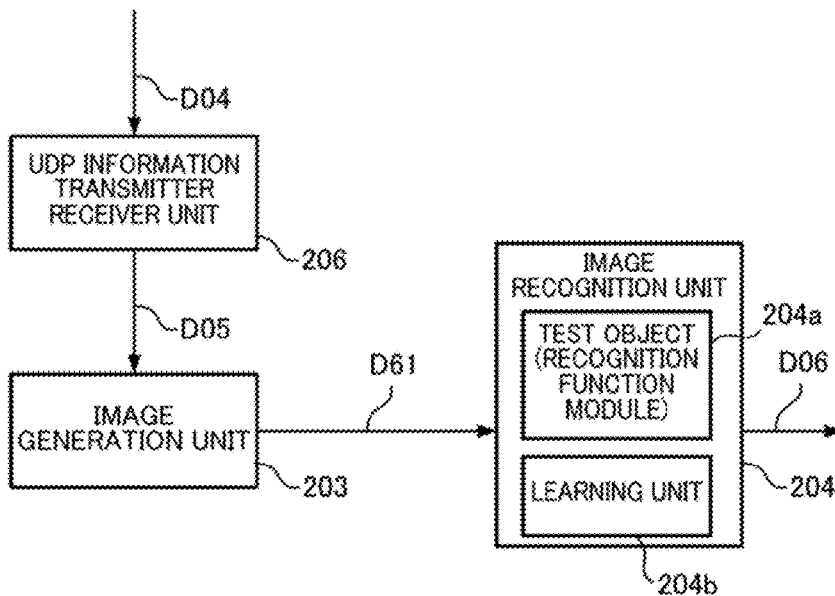 D04
UDP INFORMATION
TRANSMITTER
RECEIVER UNIT
206
D05
IMAGE
GENERATION UNIT
203
D61
IMAGE
RECOGNITION UNIT
TEST OBJECT
(RECOGNITION
FUNCTION
MODULE)
204a
LEARNING UNIT
204b
D06
204